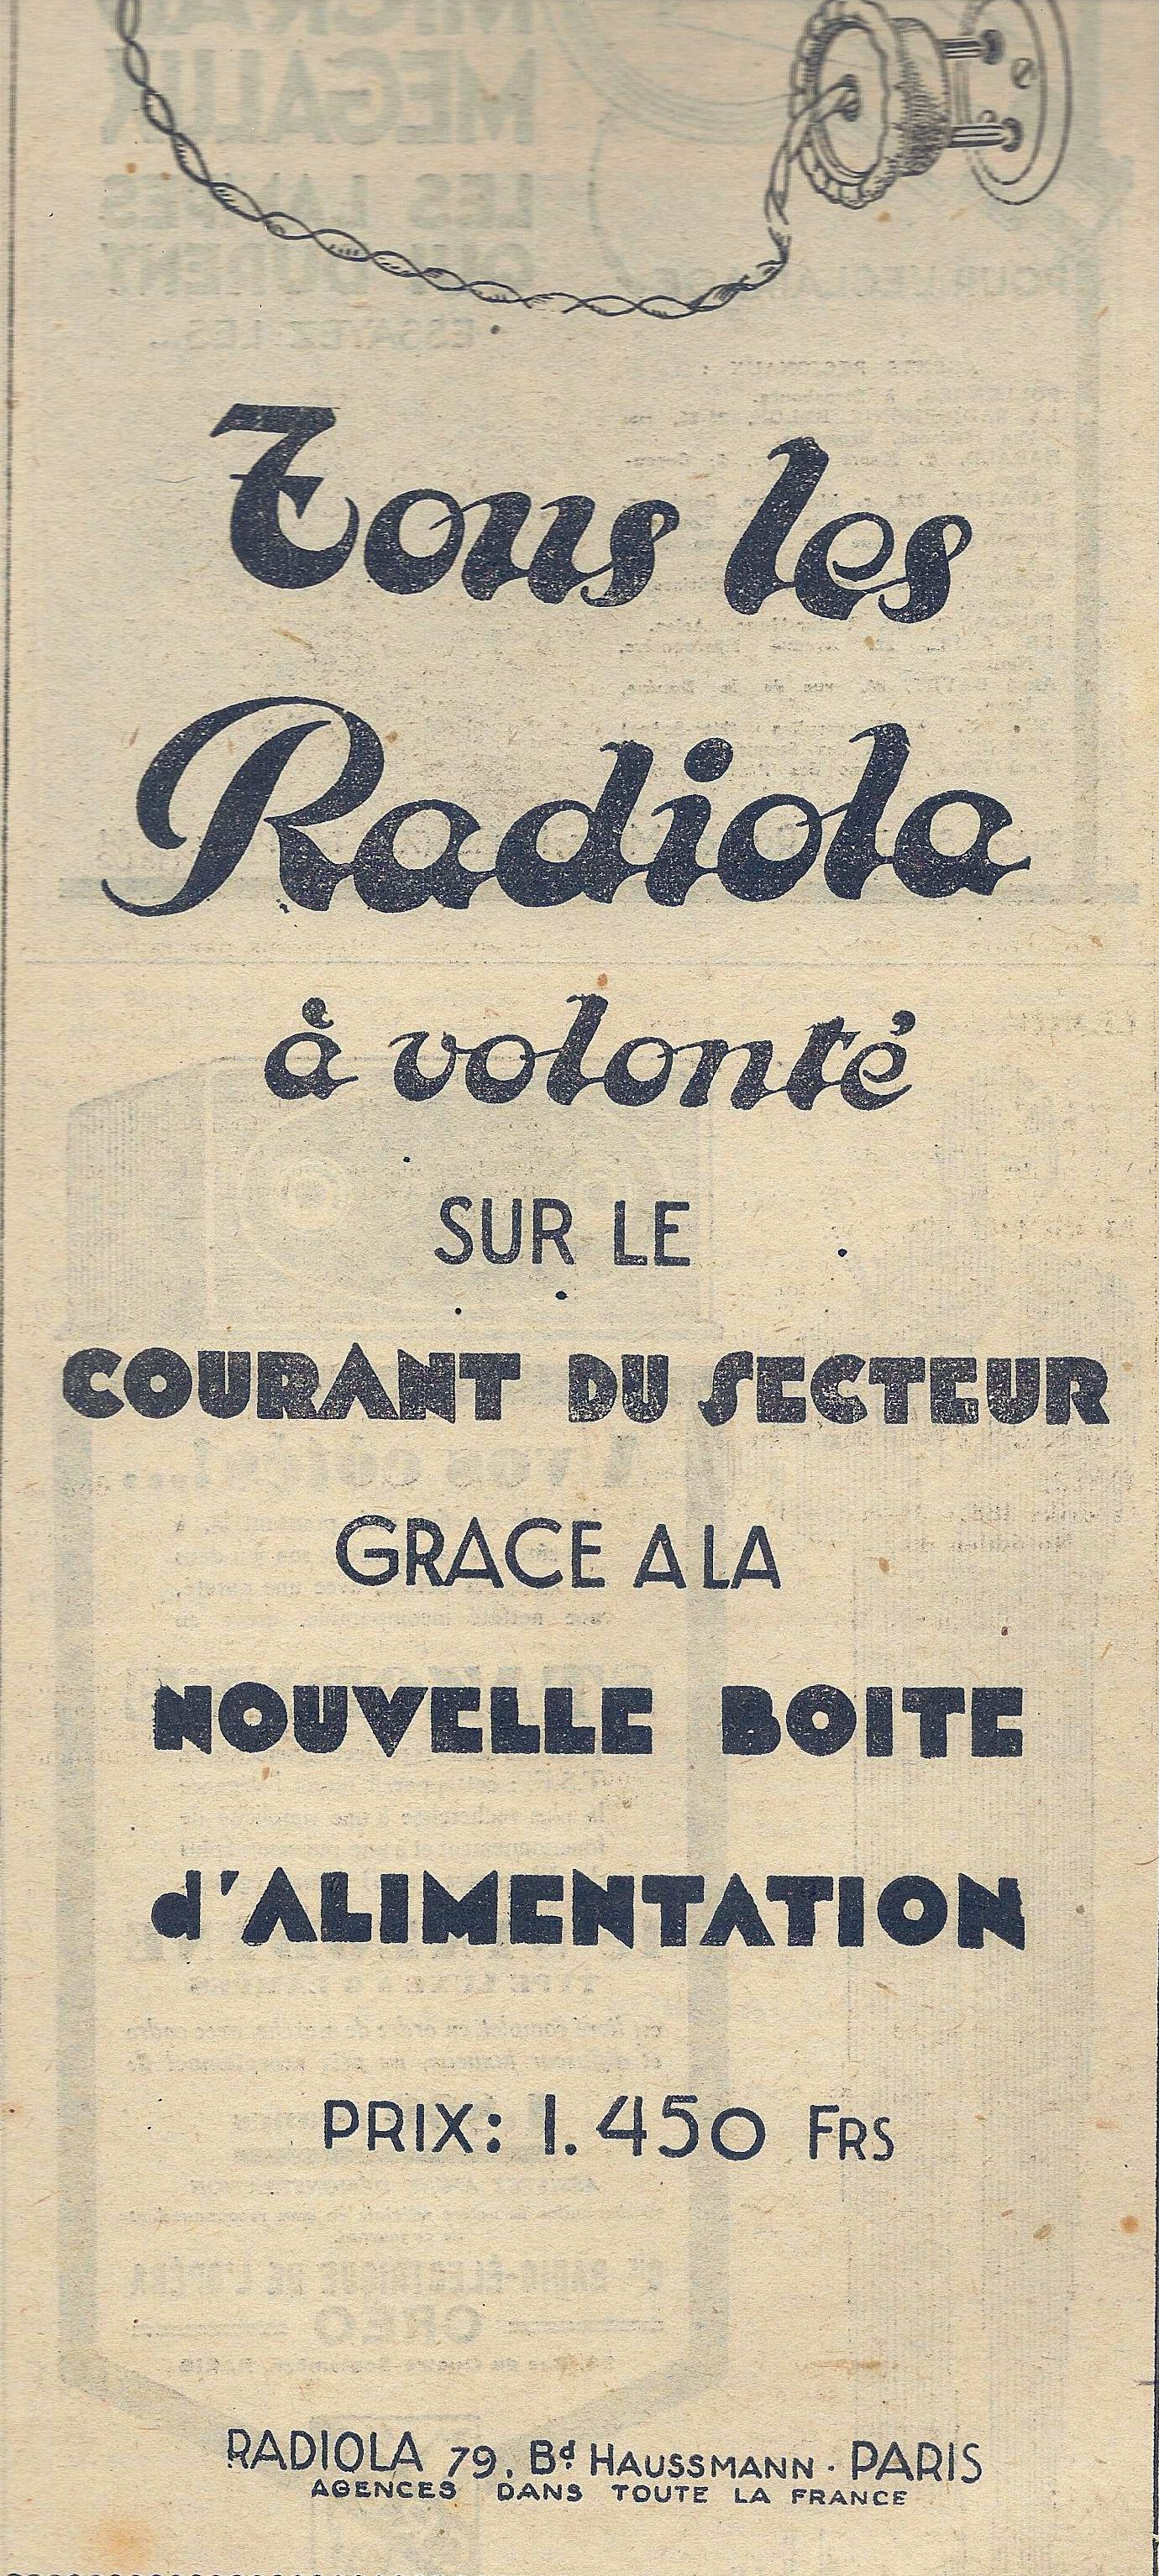 Tous les
Radiola
à volonté
SUR LE
COURANT DU SECTEUR
GRACE A LA
NOUVELLE BOITE
d'ALIMENTATION
PRIX: 1.450 FRS
RADIOLA 79, Bd HAUSSMANN · PARIS
AGENCES DANS TOUTE LA FRANCE